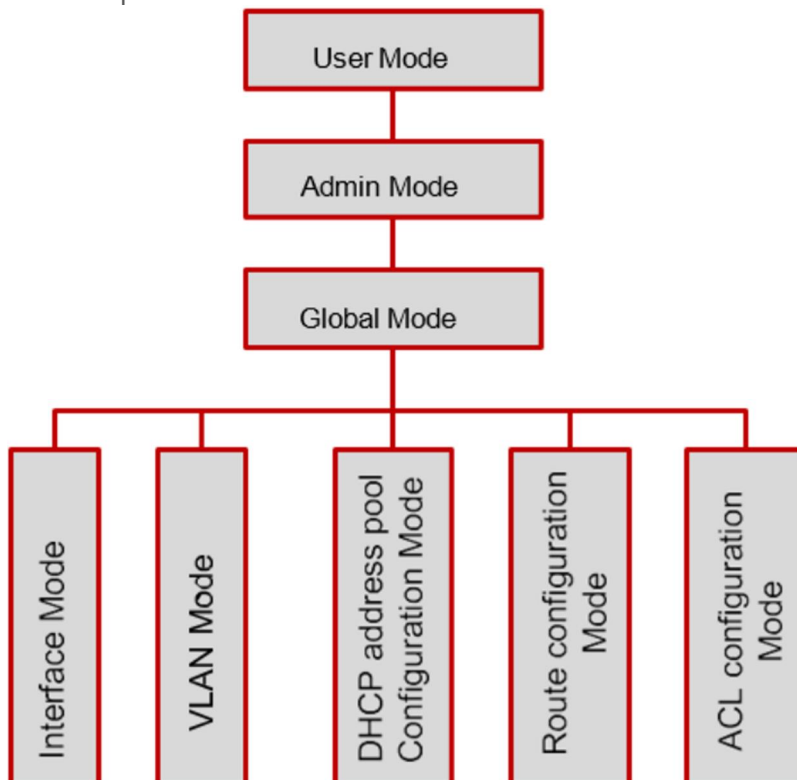 User Mode
Admin Mode
Global Mode
Interface Mode
VLAN Mode
DHCP address pool
Configuration Mode
Route configuration
Mode
ACL configuration
Mode